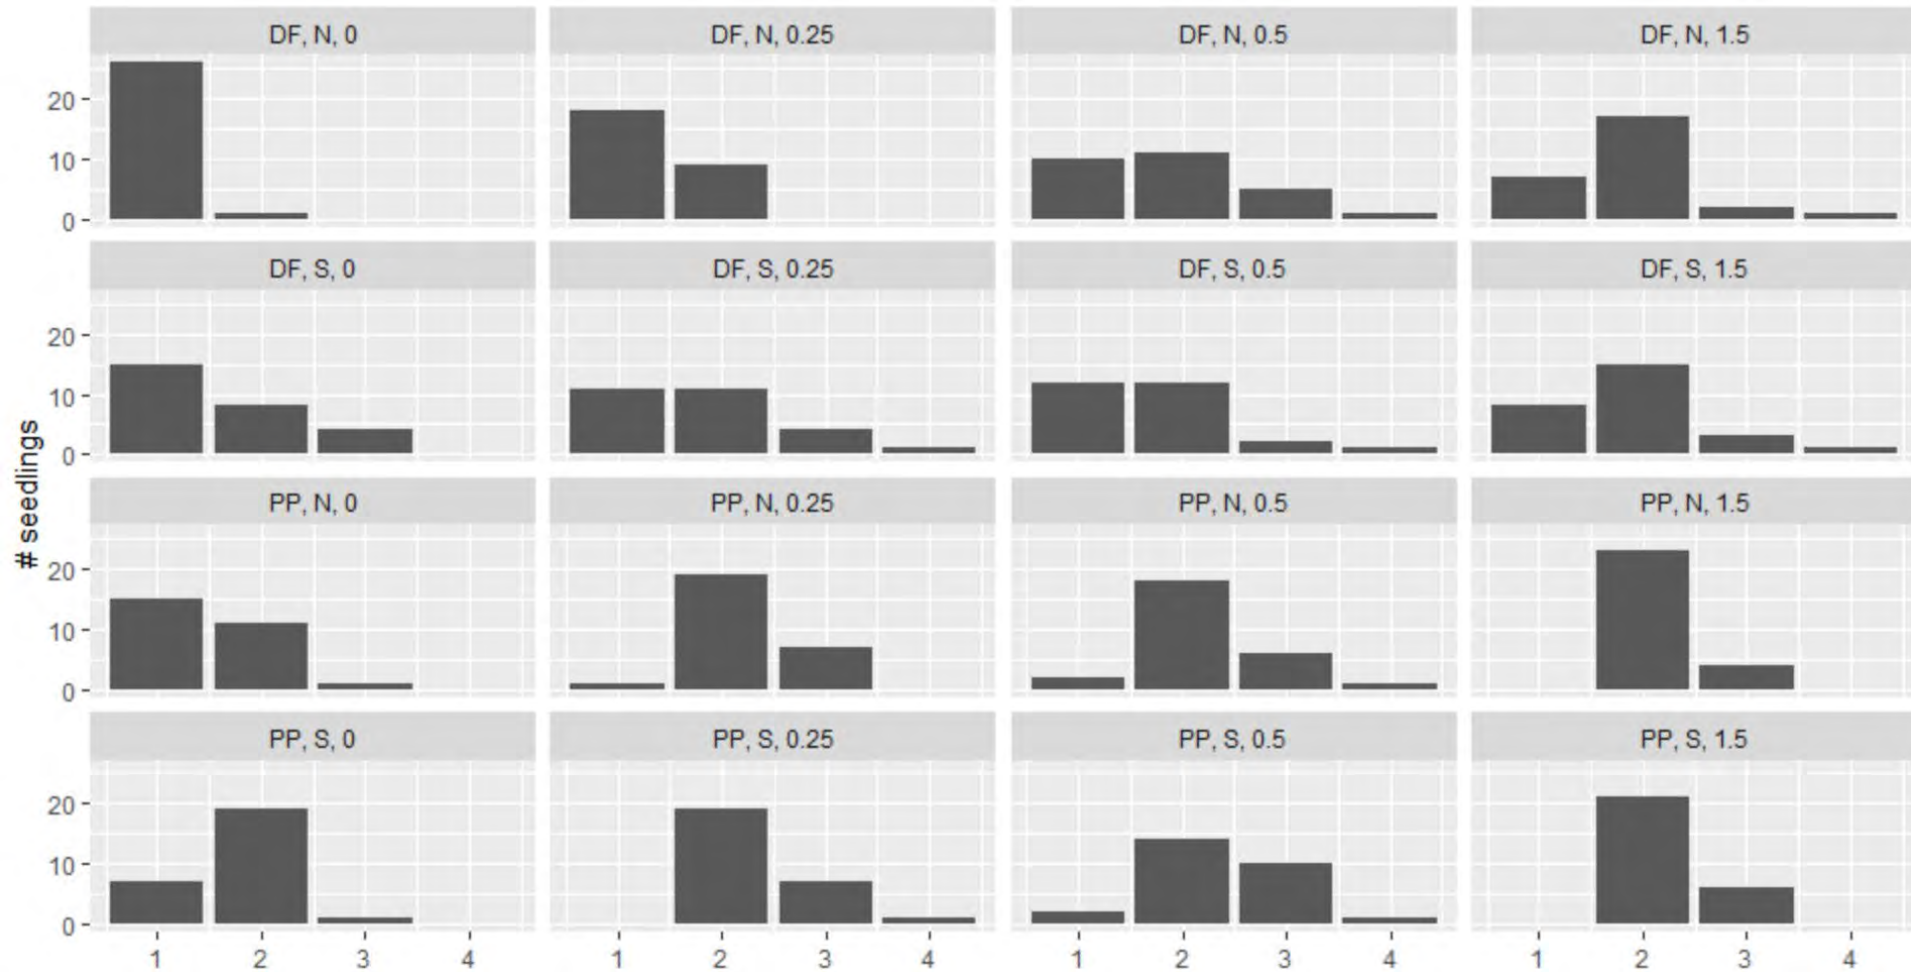 DF, N, 0 DF, N, 0.25 DF, N, 0.5 DF, N, 1.5
20
10
0
DF, S, 0 DF, S, 0.25 DF, S, 0.5 DF, S, 1.5
20
10
0
# seedlings
PP, N, 0 PP, N, 0.25 PP, N, 0.5 PP, N, 1.5
20
10
0
PP, S, 0 PP, S, 0.25 PP, S, 0.5 PP, S, 1.5
20
10
0
1 2 3 4 1 2 3 4 1 2 3 4 1 2 3 4